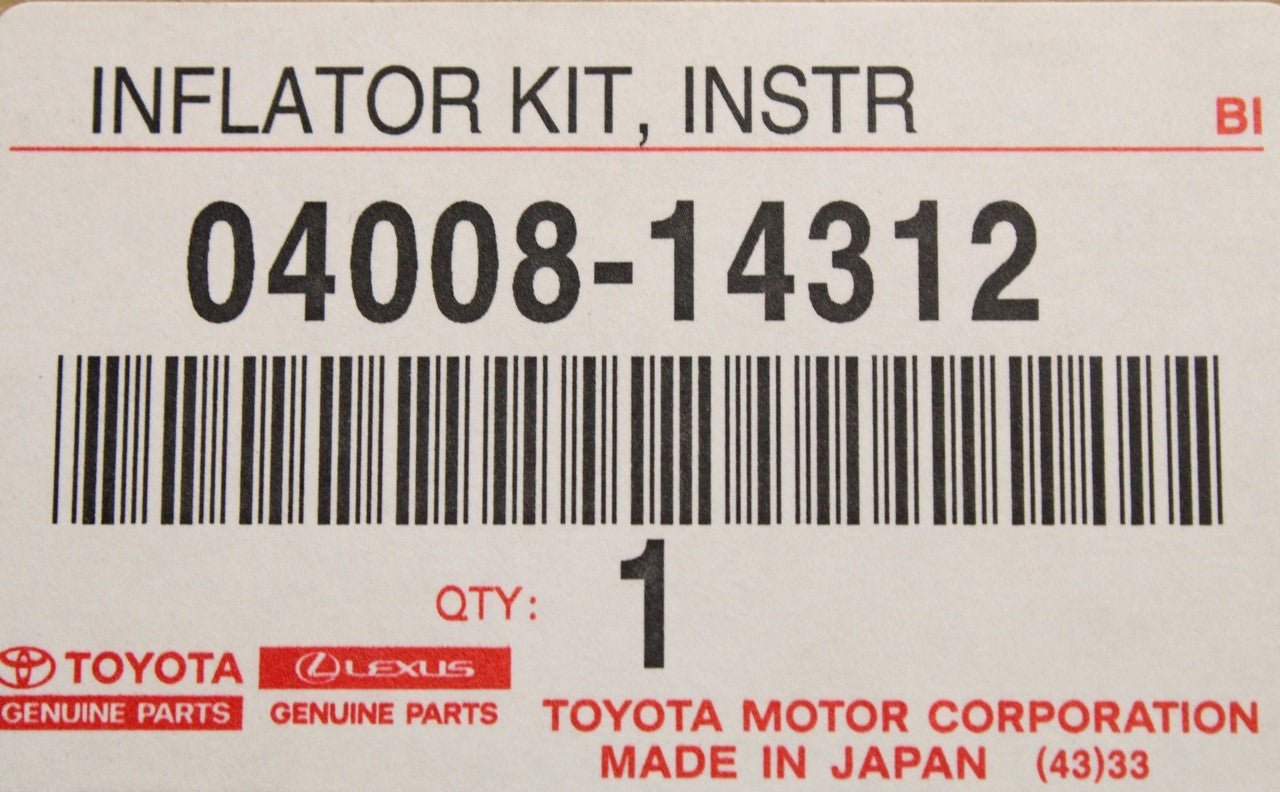 INFLATOR KIT, INSTR BI
04008-14312
1
QTY:
TOYOTA LEXUS
GENUINE PARTS GENUINE PARTS
TOYOTA MOTOR CORPORATION
MADE IN JAPAN (43)33